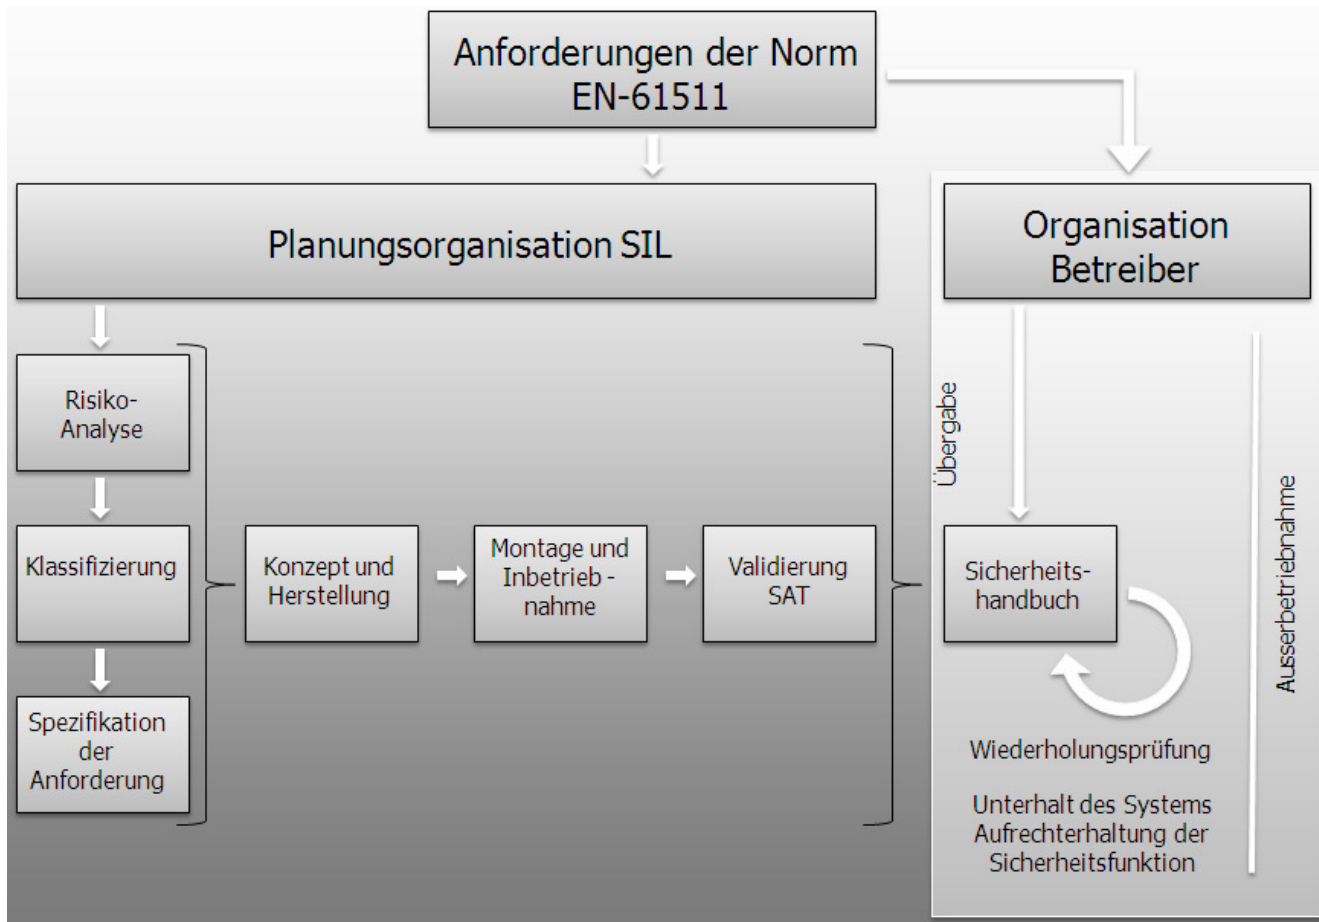 Anforderungen der Norm
EN-61511
Planungsorganisation SIL
Organisation
Betreiber
Risiko-
Analyse
Klassifizierung
Spezifikation
der
Anforderung
Konzept und
Herstellung
Montage und
Inbetrieb -
nahme
Validierung
SAT
Übergabe
Sicherheits-
handbuch
Wiederholungsprüfung
Unterhalt des Systems
Aufrechterhaltung der
Sicherheitsfunktion
Ausserbetriebnahme